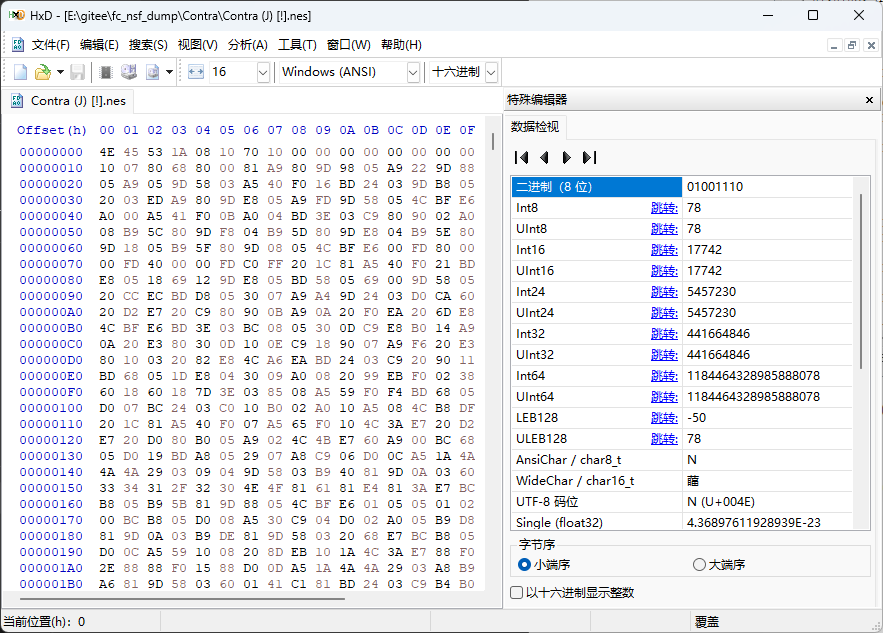 HxD - [E:\gitee\fc_nsf_dump\Contra\Contra (J) [!].nes]
文件(F) 编辑(E) 搜索(S) 视图(V) 分析(A) 工具(T) 窗口(W) 帮助(H)
16 Windows (ANSI) 十六进制
Contra (J) [!].nes
Offset(h) 00 01 02 03 04 05 06 07 08 09 0A 0B 0C 0D 0E 0F
00000000 4E 45 53 1A 08 10 70 10 00 00 00 00 00 00 00 00
00000010 10 07 80 68 80 00 81 A9 80 9D 98 05 A9 22 9D 88
00000020 05 A9 05 9D 58 03 A5 40 F0 16 BD 24 03 9D B8 05
00000030 20 03 ED A9 80 9D E8 05 A9 FD 9D 58 05 4C BF E6
00000040 A0 00 A5 41 F0 0B A0 04 BD 3E 03 C9 80 90 02 A0
00000050 08 B9 5C 80 9D F8 04 B9 5D 80 9D E8 04 B9 5E 80
00000060 9D 18 05 B9 5F 80 9D 08 05 4C BF E6 00 FD 80 00
00000070 00 FD 40 00 00 FD C0 FF 20 1C 81 A5 40 F0 21 BD
00000080 E8 05 18 69 12 9D E8 05 BD 58 05 69 00 9D 58 05
00000090 20 CC EC BD D8 05 30 07 A9 A4 9D 24 03 D0 CA 60
000000A0 20 D2 E7 20 C9 80 90 0B A9 0A 20 F0 EA 20 6D E8
000000B0 4C BF E6 BD 3E 03 BC 08 05 30 0D C9 E8 B0 14 A9
000000C0 0A 20 E3 80 30 0D 10 0E C9 18 90 07 A9 F6 20 E3
000000D0 80 10 03 20 82 E8 4C A6 EA BD 24 03 C9 20 90 11
000000E0 BD 68 05 1D E8 04 30 09 A0 08 20 99 EB F0 02 38
000000F0 60 18 60 18 7D 3E 03 85 08 A5 59 F0 F4 BD 68 05
00000100 D0 07 BC 24 03 C0 10 B0 02 A0 10 A5 08 4C B8 DF
00000110 20 1C 81 A5 40 F0 07 A5 65 F0 10 4C 3A E7 20 D2
00000120 E7 20 D0 80 B0 05 A9 02 4C 4B E7 60 A9 00 BC 68
00000130 05 D0 19 BD A8 05 29 07 A8 C9 06 D0 0C A5 1A 4A
00000140 4A 4A 29 03 09 04 9D 58 03 B9 40 81 9D 0A 03 60
00000150 33 34 31 2F 32 30 4E 4F 81 61 81 E4 81 3A E7 BC
00000160 B8 05 B9 5B 81 9D 88 05 4C BF E6 01 05 05 01 02
00000170 00 BC B8 05 D0 08 A5 30 C9 04 D0 02 A0 05 B9 D8
00000180 81 9D 0A 03 B9 DE 81 9D 58 03 20 68 E7 BC B8 05
00000190 D0 0C A5 59 10 08 20 8D EB 10 1A 4C 3A E7 88 F0
000001A0 2E 88 88 F0 15 88 D0 0D A5 1A 4A 4A 29 03 A8 B9
000001B0 A6 81 9D 58 03 60 01 41 C1 81 BD 24 03 C9 B4 B0
特殊编辑器
数据检视
二进制 (8 位) 01001110
Int8 跳转: 78
UInt8 跳转: 78
Int16 跳转: 17742
UInt16 跳转: 17742
Int24 跳转: 5457230
UInt24 跳转: 5457230
Int32 跳转: 441664846
UInt32 跳转: 441664846
Int64 跳转: 1184464328985888078
UInt64 跳转: 1184464328985888078
LEB128 跳转: -50
ULEB128 跳转: 78
AnsiChar / char8_t N
WideChar / char16_t
UTF-8 码位 N (U+004E)
Single (float32) 4.36897611928939E-23
字节序
小端序 大端序
以十六进制显示整数
当前位置(h): 0 覆盖